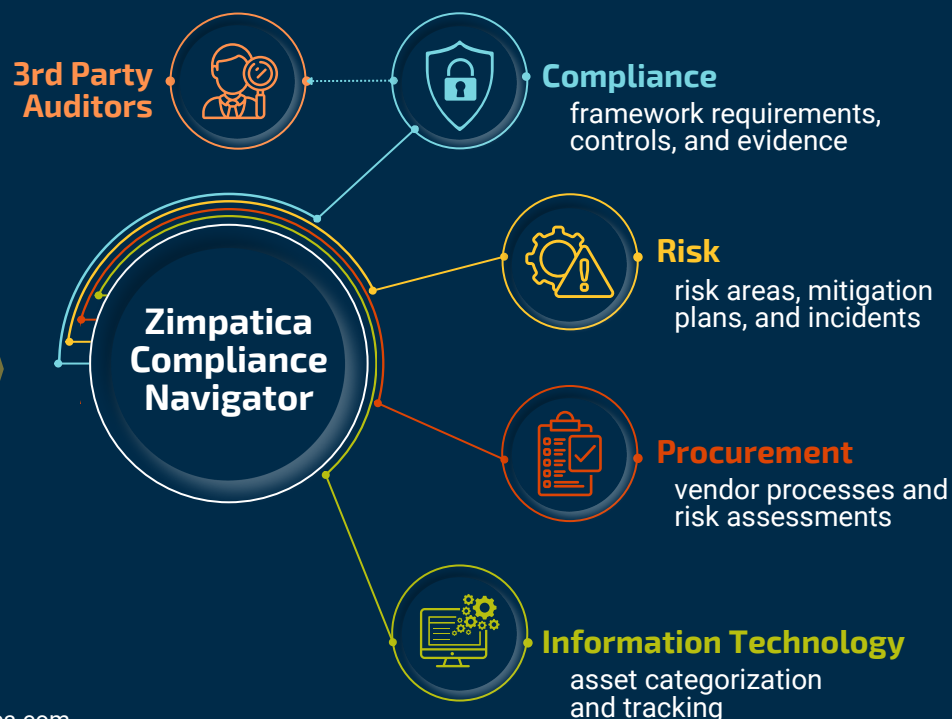 3rd Party
Auditors
Compliance
framework requirements,
controls, and evidence
Zimpatica
Compliance
Navigator
Risk
risk areas, mitigation
plans, and incidents
Procurement
vendor processes and
risk assessments
Information Technology
asset categorization
and tracking